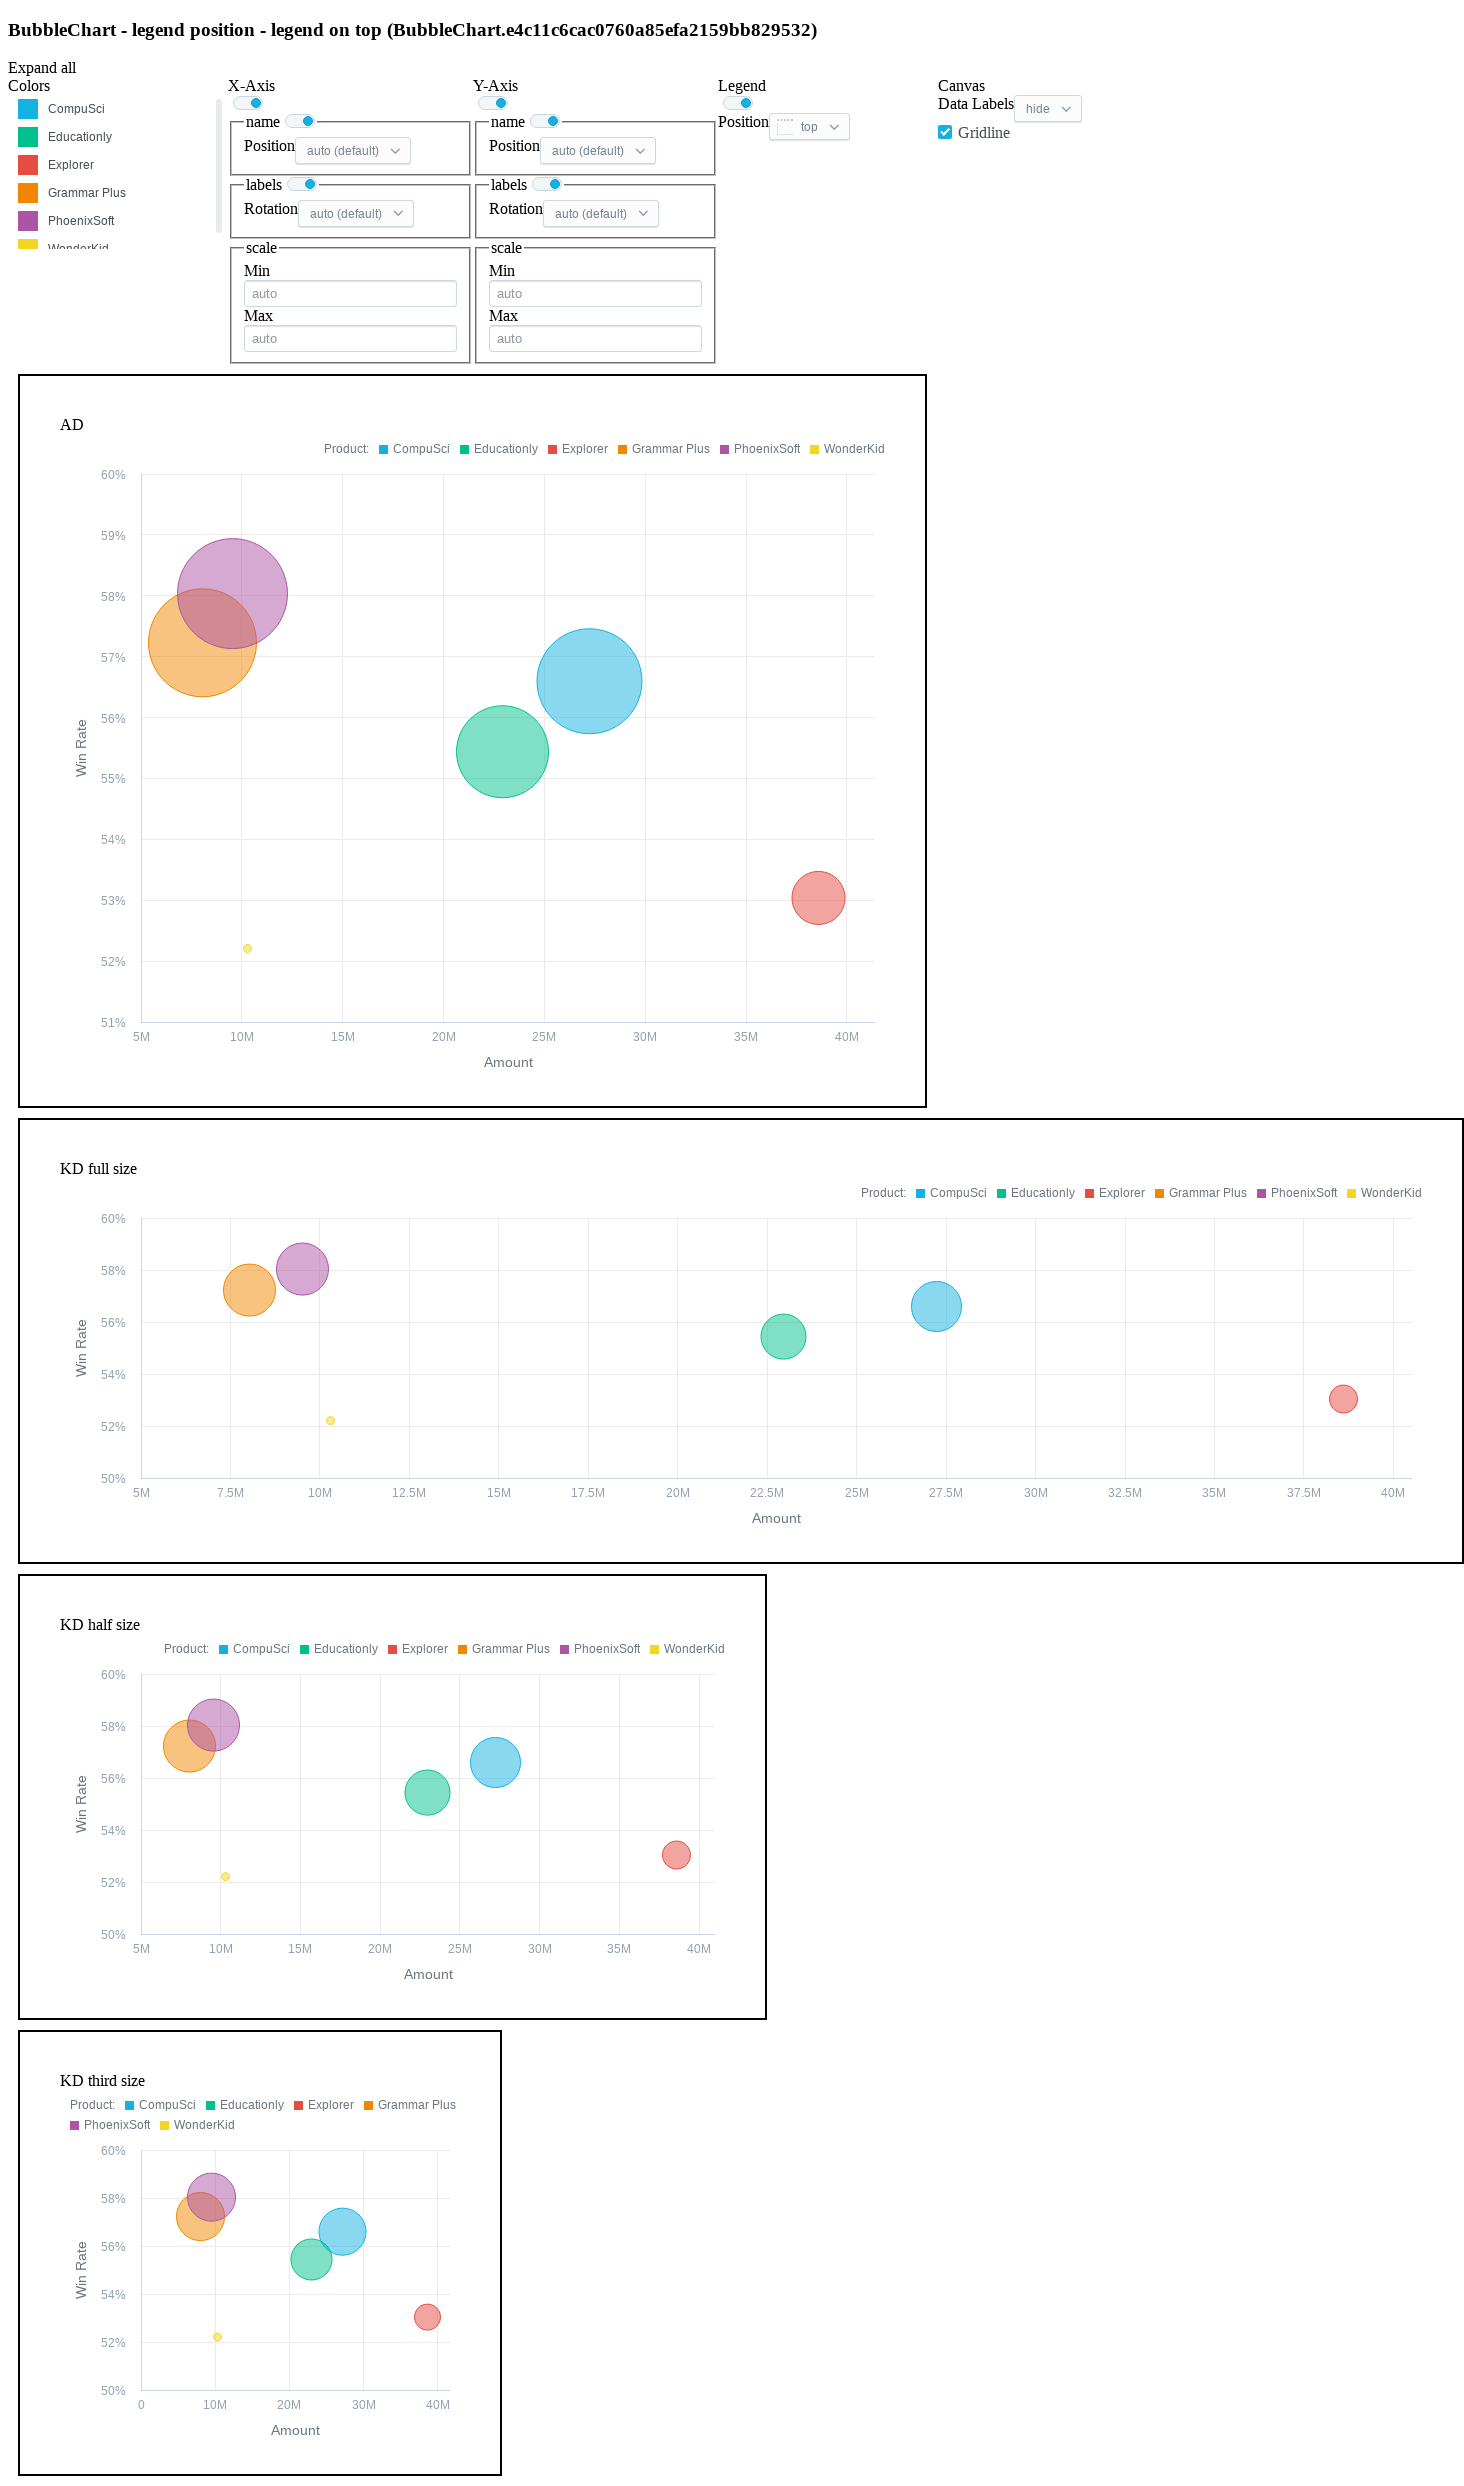 BubbleChart - legend position - legend on top (BubbleChart.e4c11c6cac0760a85efa2159bb829532)
Expand all
Colors
CompuSci
Educationly
Explorer
Grammar Plus
PhoenixSoft
WonderKid
X-Axis
name
Position auto (default)
labels
Rotation auto (default)
scale
Min
auto
Max
auto
Y-Axis
name
Position auto (default)
labels
Rotation auto (default)
scale
Min
auto
Max
auto
Legend
Position top
Canvas
Data Labels hide
Gridline
AD
Product: CompuSci Educationly Explorer Grammar Plus PhoenixSoft WonderKid
60%
59%
58%
57%
56%
55%
54%
53%
52%
51%
Win Rate
5M 10M 15M 20M 25M 30M 35M 40M
Amount
KD full size
Product: CompuSci Educationly Explorer Grammar Plus PhoenixSoft WonderKid
60%
58%
56%
54%
52%
50%
Win Rate
5M 7.5M 10M 12.5M 15M 17.5M 20M 22.5M 25M 27.5M 30M 32.5M 35M 37.5M 40M
Amount
KD half size
Product: CompuSci Educationly Explorer Grammar Plus PhoenixSoft WonderKid
60%
58%
56%
54%
52%
50%
Win Rate
5M 10M 15M 20M 25M 30M 35M 40M
Amount
KD third size
Product: CompuSci Educationly Explorer Grammar Plus
PhoenixSoft WonderKid
60%
58%
56%
54%
52%
50%
Win Rate
0 10M 20M 30M 40M
Amount